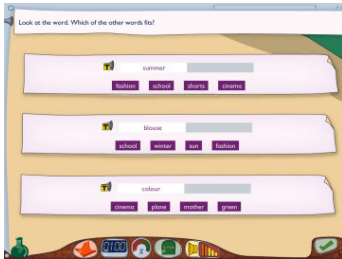 Look at the word. Which of the other words fits?
summer
fashion school shorts cinema
blouse
school winter sun fashion
colour
cinema plane mother green